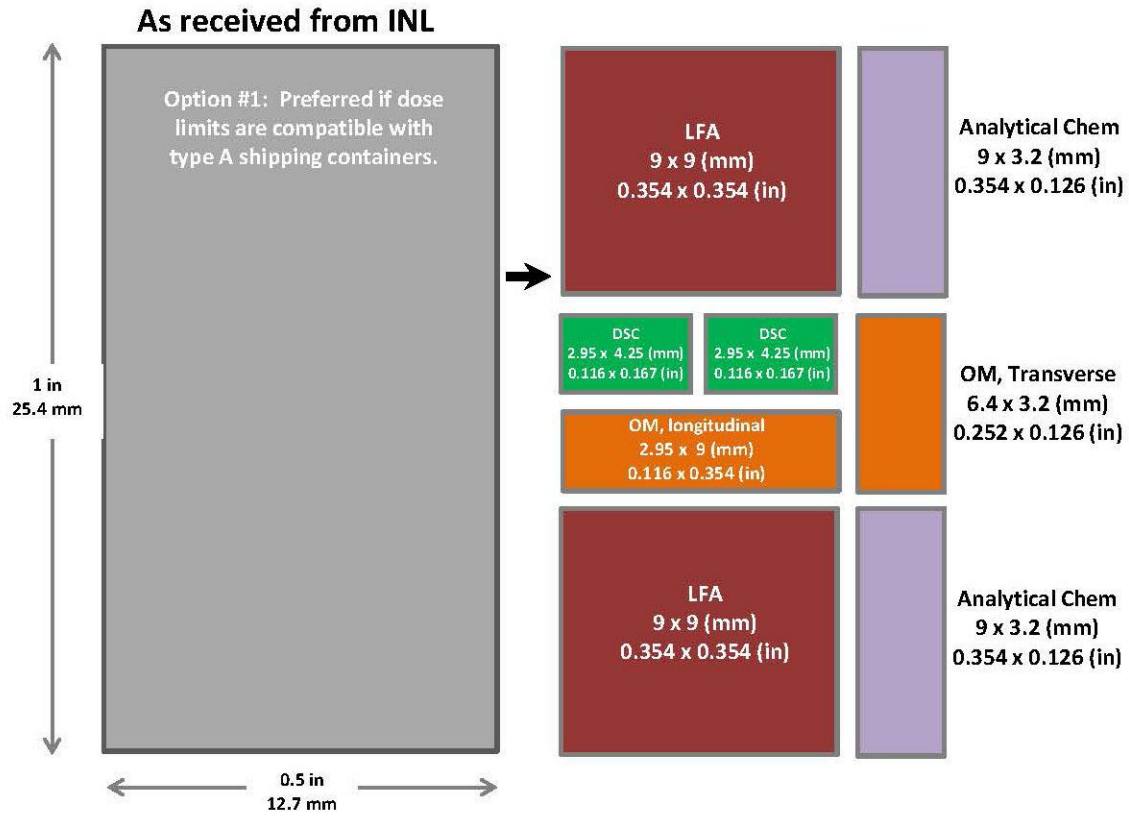 As received from INL
Option #1:  Preferred if dose
limits are compatible with
type A shipping containers.
1 in
25.4 mm
0.5 in
12.7 mm
LFA
9 x 9 (mm)
0.354 x 0.354 (in)
Analytical Chem
9 x 3.2 (mm)
0.354 x 0.126 (in)
DSC
2.95 x 4.25 (mm)
0.116 x 0.167 (in)
DSC
2.95 x 4.25 (mm)
0.116 x 0.167 (in)
OM, Transverse
6.4 x 3.2 (mm)
0.252 x 0.126 (in)
OM, longitudinal
2.95 x 9 (mm)
0.116 x 0.354 (in)
LFA
9 x 9 (mm)
0.354 x 0.354 (in)
Analytical Chem
9 x 3.2 (mm)
0.354 x 0.126 (in)